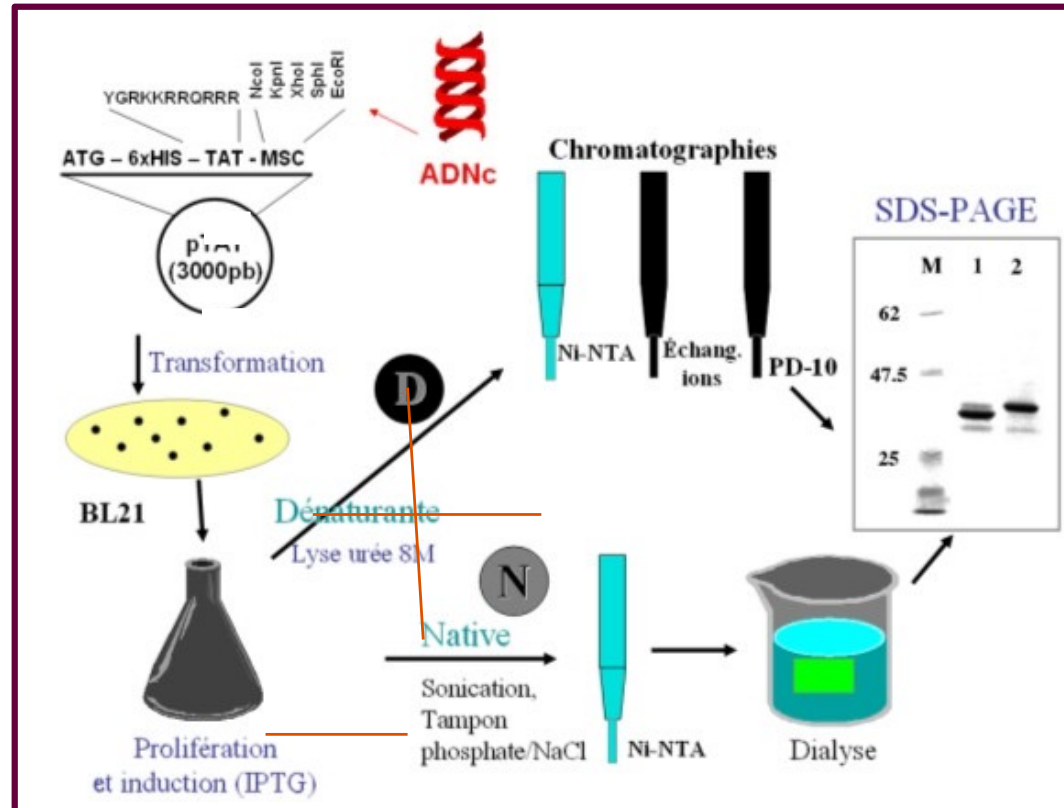 YGRKKRRQRRR
NcoI
KpnI
XhoI
SphI
EcoRI
ATG – 6xHIS – TAT - MSC
ADNc
(3000pb)
Transformation
BL21
Prolifération
et induction (IPTG)
D
Dénaturante
Lyse urée 8M
N
Native
Sonication,
Tampon
phosphate/NaCl
Ni-NTA
Dialyse
Chromatographies
Ni-NTA
Échang.
ions
PD-10
SDS-PAGE
M 1 2
62
47.5
25